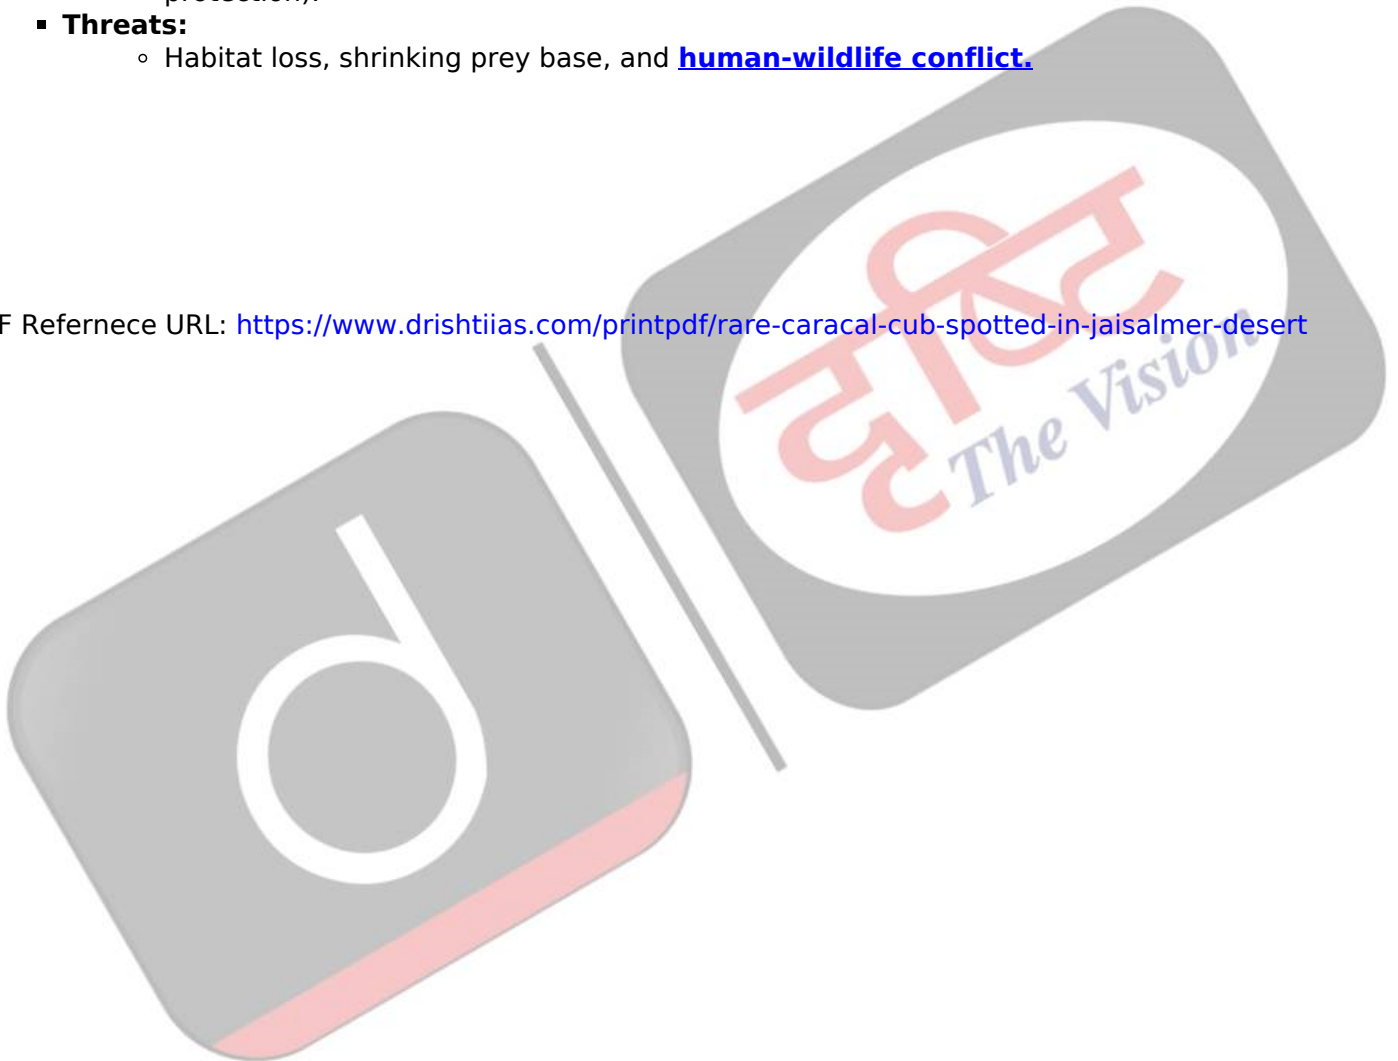 protection).
▪ Threats:
◦ Habitat loss, shrinking prey base, and human-wildlife conflict.
F Refernece URL: https://www.drishtiias.com/printpdf/rare-caracal-cub-spotted-in-jaisalmer-desert
दृष्टि
The Vision
d